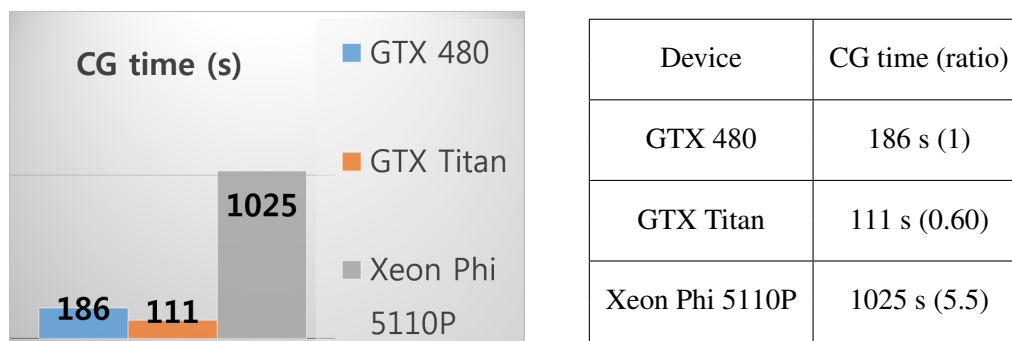 CG time (s)
GTX 480
GTX Titan
Xeon Phi
5110P
186
111
1025
Device CG time (ratio)
GTX 480 186 s (1)
GTX Titan 111 s (0.60)
Xeon Phi 5110P 1025 s (5.5)